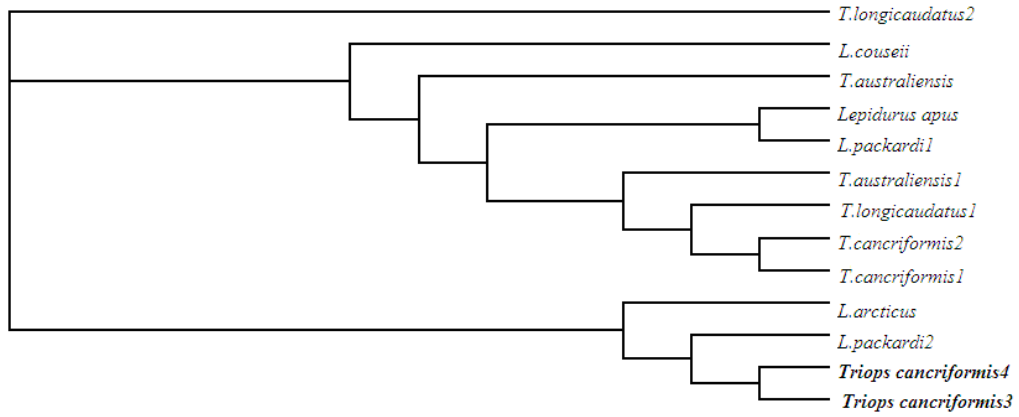 T.longicaudatus2
L.couseii
T.australiensis
Lepidurus apus
L.packardi1
T.australiensis1
T.longicaudatus1
T.cancriformis2
T.cancriformis1
L.arcticus
L.packardi2
Triops cancriformis4
Triops cancriformis3